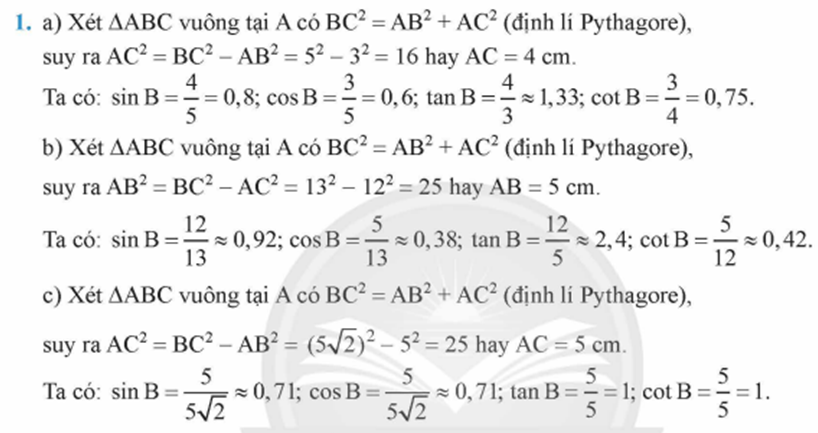 1. a) Xét ΔABC vuông tại A có BC² = AB² + AC² (định lí Pythagore),
suy ra AC² = BC² − AB² = 5² − 3² = 16 hay AC = 4 cm.
Ta có: sin B = 4/5 = 0,8; cos B = 3/5 = 0,6; tan B = 4/3 ≈ 1,33; cot B = 3/4 = 0,75.
b) Xét ΔABC vuông tại A có BC² = AB² + AC² (định lí Pythagore),
suy ra AB² = BC² − AC² = 13² − 12² = 25 hay AB = 5 cm.
Ta có: sin B = 12/13 ≈ 0,92; cos B = 5/13 ≈ 0,38; tan B = 12/5 ≈ 2,4; cot B = 5/12 ≈ 0,42.
c) Xét ΔABC vuông tại A có BC² = AB² + AC² (định lí Pythagore),
suy ra AC² = BC² − AB² = (5√2)² − 5² = 25 hay AC = 5 cm.
Ta có: sin B = 5/(5√2) ≈ 0,71; cos B = 5/(5√2) ≈ 0,71; tan B = 5/5 = 1; cot B = 5/5 = 1.